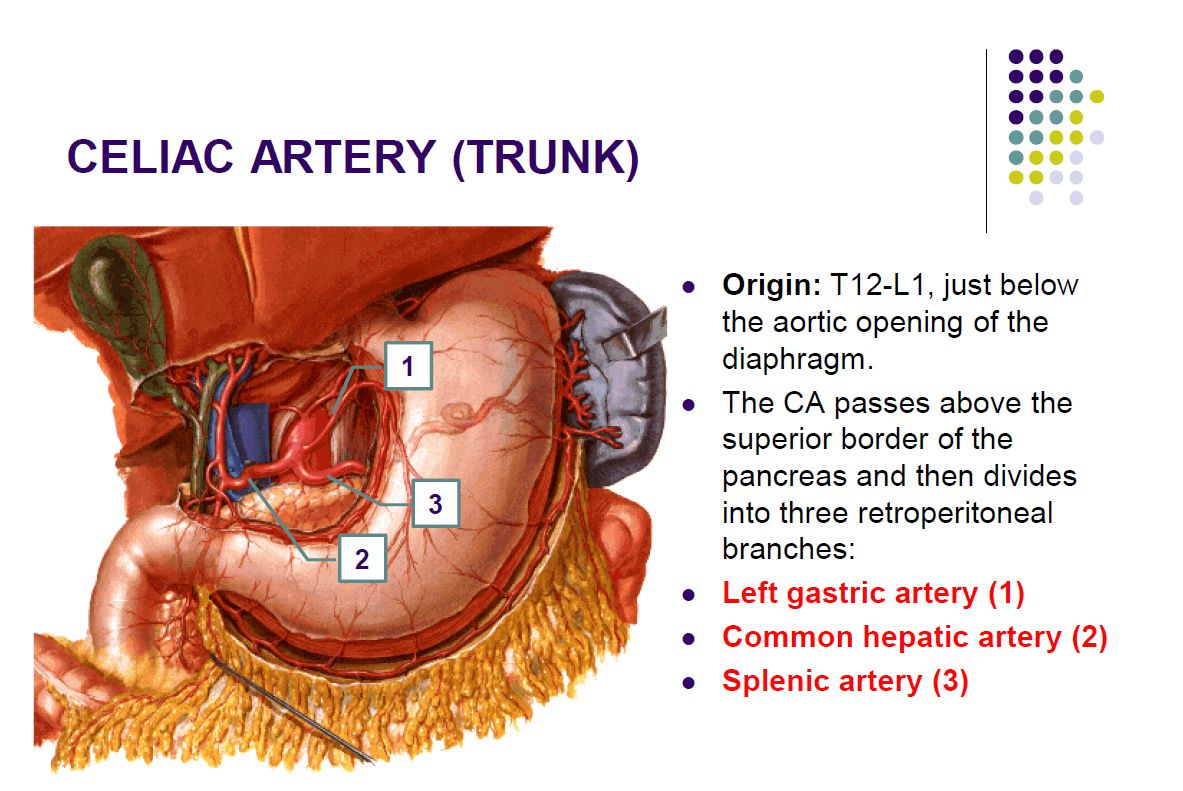 CELIAC ARTERY (TRUNK)
1
3
2
Origin: T12-L1, just below
the aortic opening of the
diaphragm.
The CA passes above the
superior border of the
pancreas and then divides
into three retroperitoneal
branches:
Left gastric artery (1)
Common hepatic artery (2)
Splenic artery (3)